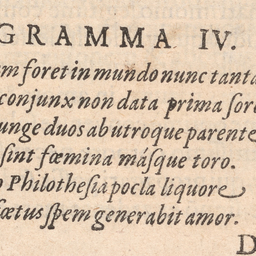 GRAMMA IV.
m foret in mundo nunc tanta
conjunx non data prima foret
unge duos ab utroque parente
sint fœmina másque toro.
Philothesia pocla liquore
fœtus spem generabit amor.
D